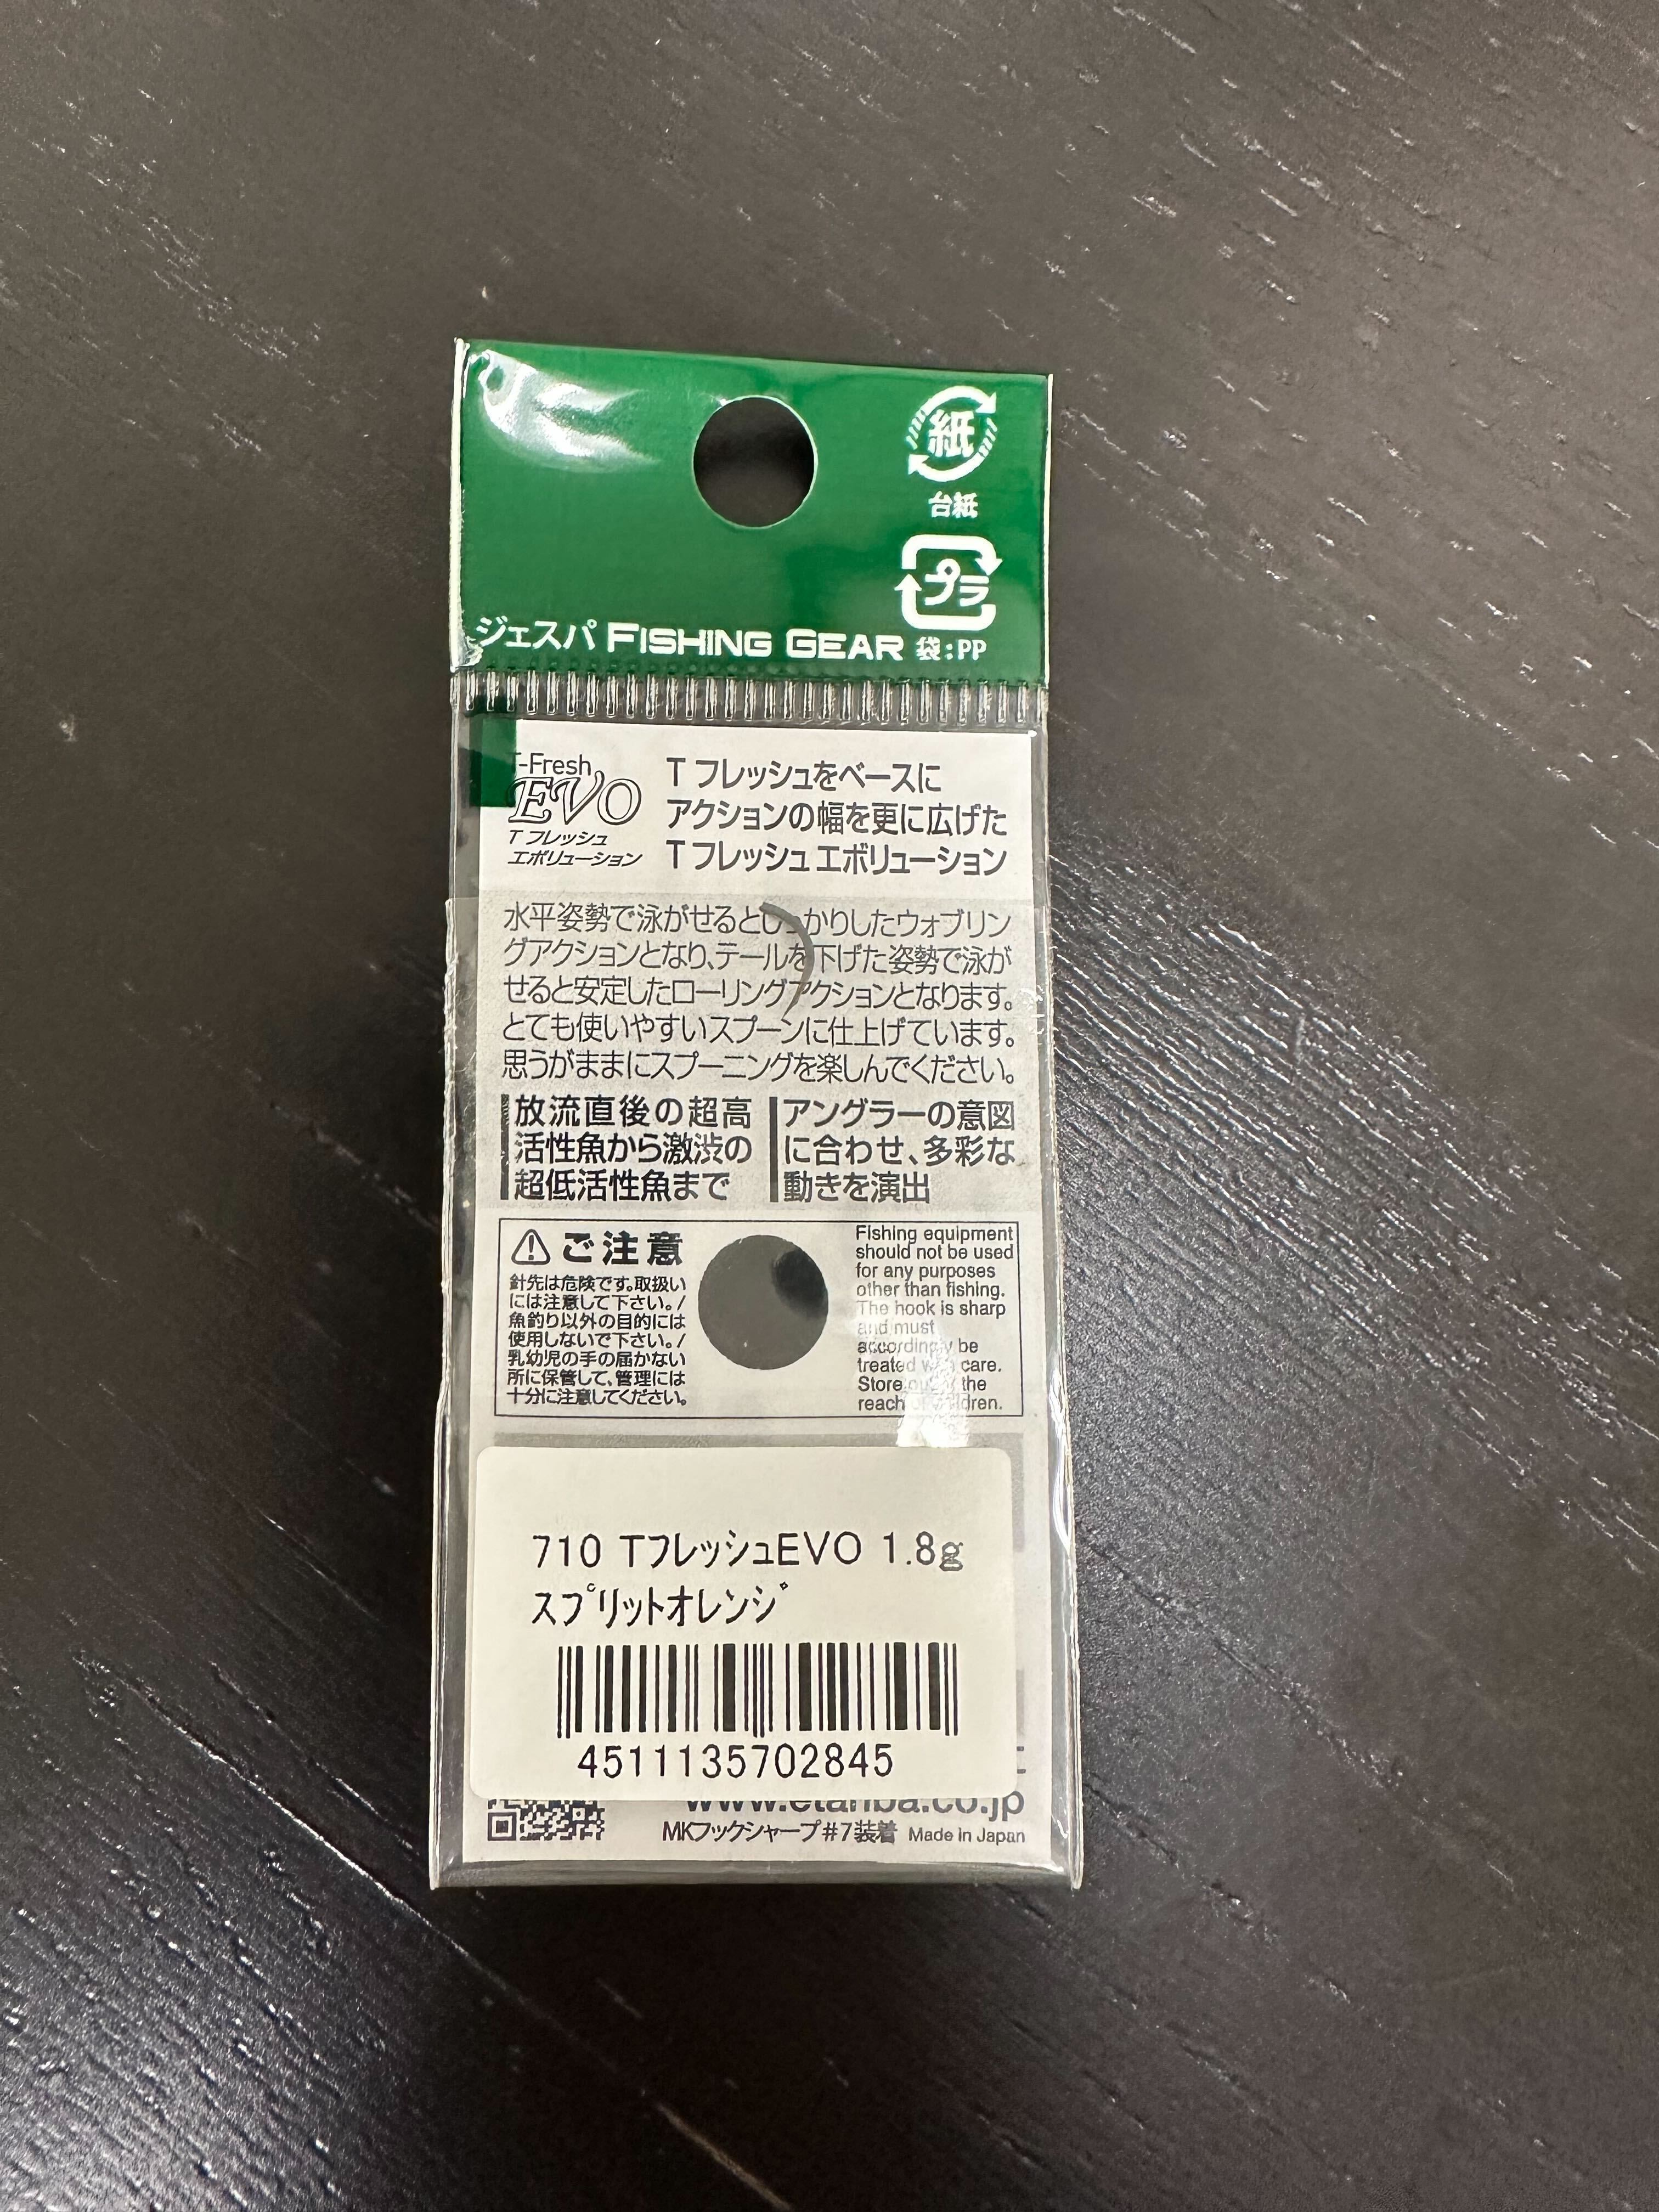 紙
台紙
プラ
ジェスパ FISHING GEAR 袋:PP
T-Fresh
EVO
T フレッシュ
エボリューション
T フレッシュをベースに
アクションの幅を更に広げた
T フレッシュ エボリューション
水平姿勢で泳がせるとしっかりしたウォブリン
グアクションとなり、テールを下げた姿勢で泳が
せると安定したローリングアクションとなります。
とても使いやすいスプーンに仕上げています。
思うがままにスプーニングを楽しんでください。
放流直後の超高
活性魚から激渋の
超低活性魚まで
アングラーの意図
に合わせ、多彩な
動きを演出
ご注意
針先は危険です。取扱い
には注意して下さい。/
魚釣り以外の目的には
使用しないで下さい。/
乳幼児の手の届かない
所に保管して、管理には
十分に注意してください。
Fishing equipment
should not be used
for any purposes
other than fishing.
The hook is sharp
and must
accordingly be
treated with care.
Store out of the
reach of children.
710 TフレッシュEVO 1.8g
スプリットオレンジ
4511135702845
www.etanba.co.jp
MKフックシャープ#7装着 Made in Japan